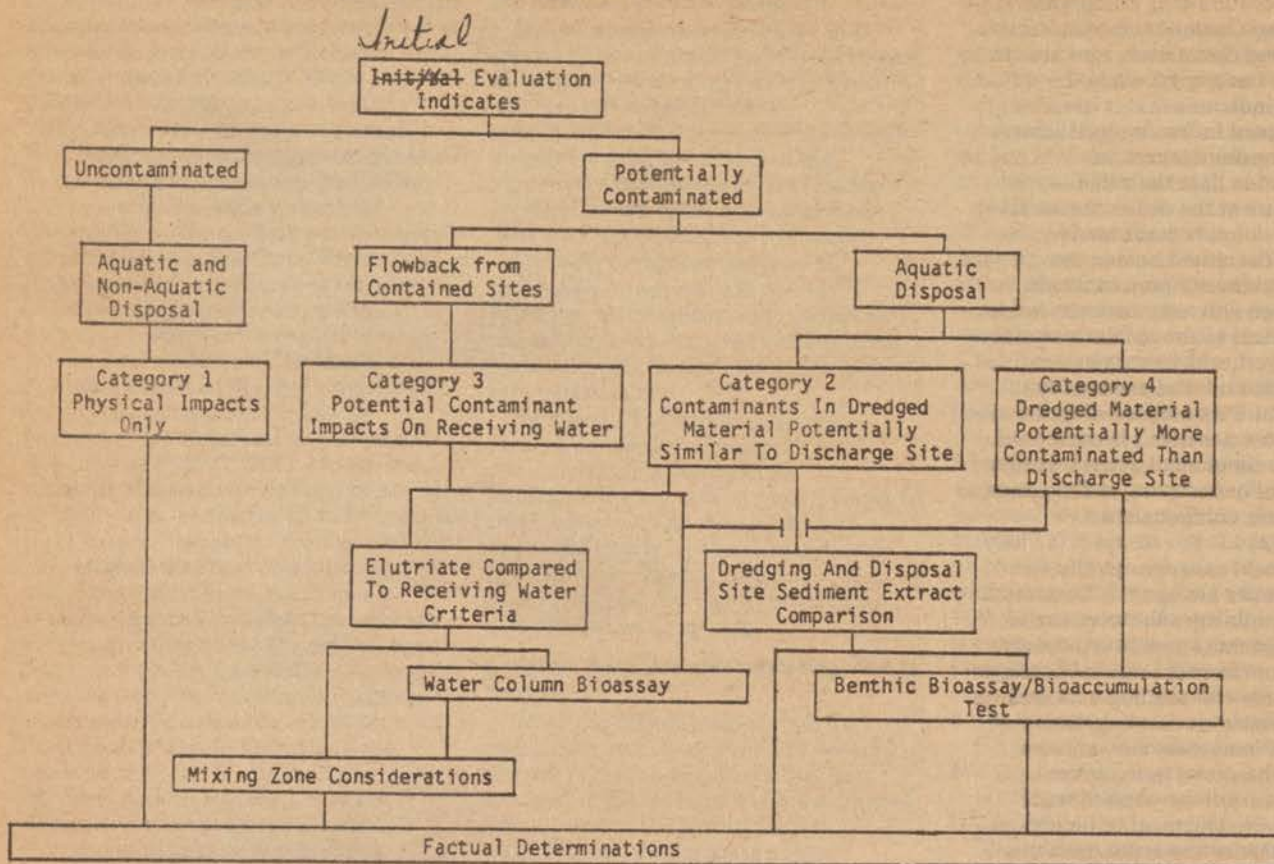 Initial
Initial Evaluation
Indicates
Uncontaminated
Potentially
Contaminated
Aquatic and
Non-Aquatic
Disposal
Flowback from
Contained Sites
Aquatic
Disposal
Category 1
Physical Impacts
Only
Category 3
Potential Contaminant
Impacts On Receiving Water
Category 2
Contaminants In Dredged
Material Potentially
Similar To Discharge Site
Category 4
Dredged Material
Potentially More
Contaminated Than
Discharge Site
Elutriate Compared
To Receiving Water
Criteria
Dredging And Disposal
Site Sediment Extract
Comparison
Water Column Bioassay
Benthic Bioassay/Bioaccumulation
Test
Mixing Zone Considerations
Factual Determinations